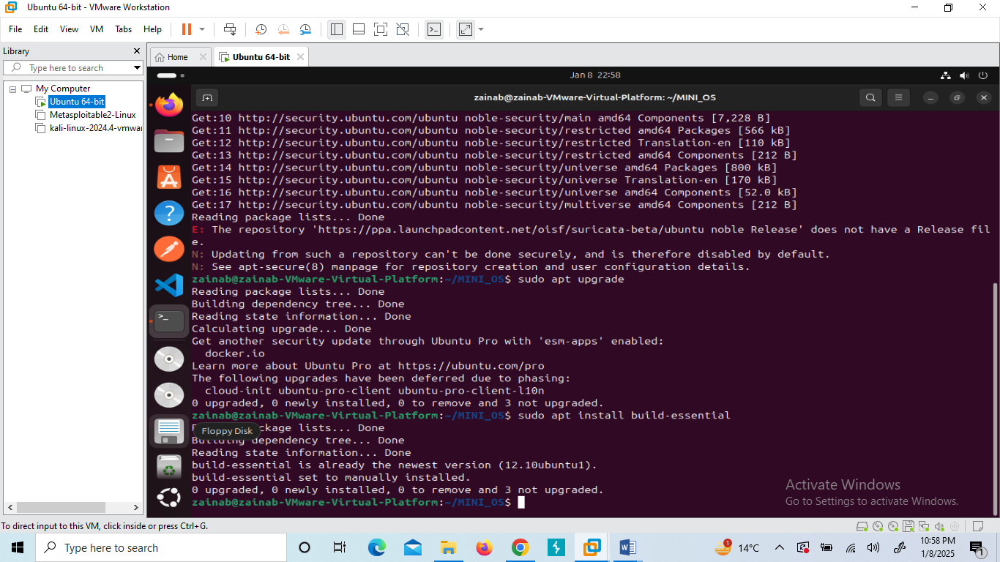 Ubuntu 64-bit - VMware Workstation
File Edit View VM Tabs Help
Library
Type here to search
My Computer
Ubuntu 64-bit
Metasploitable2-Linux
kali-linux-2024.4-vmwar
Home
Ubuntu 64-bit
Jan 8 22:58
zainab@zainab-VMware-Virtual-Platform: ~/MINI_OS
Get:10 http://security.ubuntu.com/ubuntu noble-security/main amd64 Components [7,228 B]
Get:11 http://security.ubuntu.com/ubuntu noble-security/restricted amd64 Packages [566 kB]
Get:12 http://security.ubuntu.com/ubuntu noble-security/restricted Translation-en [110 kB]
Get:13 http://security.ubuntu.com/ubuntu noble-security/restricted amd64 Components [212 B]
Get:14 http://security.ubuntu.com/ubuntu noble-security/universe amd64 Packages [800 kB]
Get:15 http://security.ubuntu.com/ubuntu noble-security/universe Translation-en [170 kB]
Get:16 http://security.ubuntu.com/ubuntu noble-security/universe amd64 Components [52.0 kB]
Get:17 http://security.ubuntu.com/ubuntu noble-security/multiverse amd64 Components [212 B]
Reading package lists... Done
E: The repository 'https://ppa.launchpadcontent.net/oisf/suricata-beta/ubuntu noble Release' does not have a Release fil
e.
N: Updating from such a repository can't be done securely, and is therefore disabled by default.
N: See apt-secure(8) manpage for repository creation and user configuration details.
zainab@zainab-VMware-Virtual-Platform:~/MINI_OS$ sudo apt upgrade
Reading package lists... Done
Building dependency tree... Done
Reading state information... Done
Calculating upgrade... Done
Get another security update through Ubuntu Pro with 'esm-apps' enabled:
docker.io
Learn more about Ubuntu Pro at https://ubuntu.com/pro
The following upgrades have been deferred due to phasing:
cloud-init ubuntu-pro-client ubuntu-pro-client-l10n
0 upgraded, 0 newly installed, 0 to remove and 3 not upgraded.
zainab@zainab-VMware-Virtual-Platform:~/MINI_OS$ sudo apt install build-essential
Floppy Disk
package lists... Done
Building dependency tree... Done
Reading state information... Done
build-essential is already the newest version (12.10ubuntu1).
build-essential set to manually installed.
0 upgraded, 0 newly installed, 0 to remove and 3 not upgraded.
zainab@zainab-VMware-Virtual-Platform:~/MINI_OS$
Activate Windows
Go to Settings to activate Windows.
To direct input to this VM, click inside or press Ctrl+G.
Type here to search
1
14°C
10:58 PM
1/8/2025
1